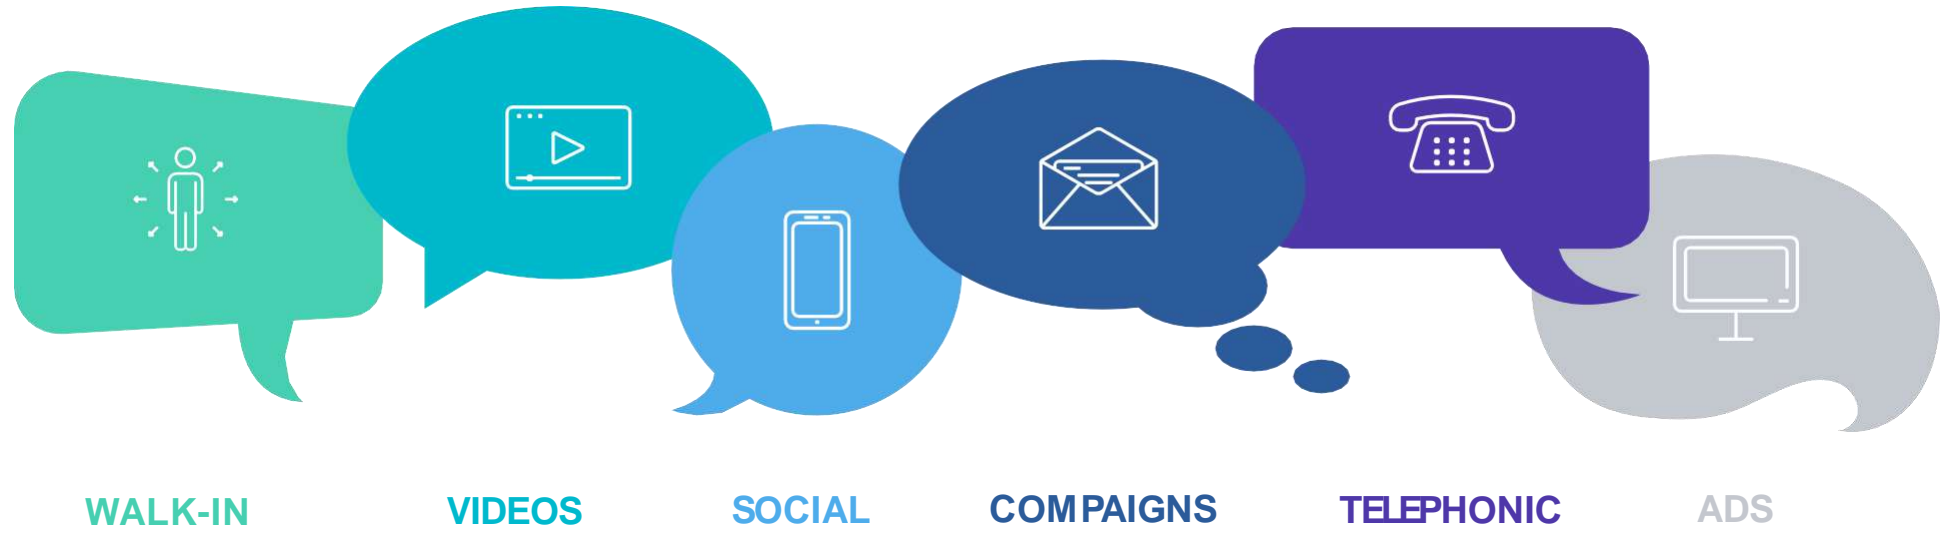 WALK-IN
VIDEOS
SOCIAL
COMPAIGNS
TELEPHONIC
ADS